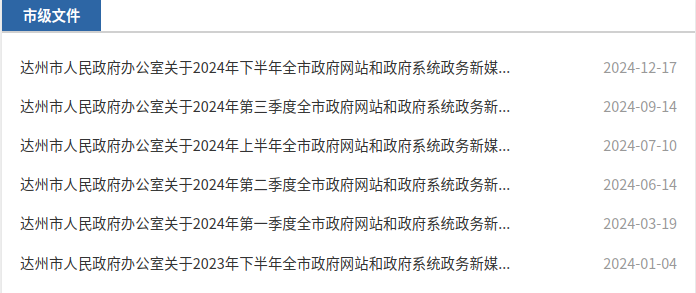 市级文件
达州市人民政府办公室关于2024年下半年全市政府网站和政府系统政务新媒... 2024-12-17
达州市人民政府办公室关于2024年第三季度全市政府网站和政府系统政务新... 2024-09-14
达州市人民政府办公室关于2024年上半年全市政府网站和政府系统政务新媒... 2024-07-10
达州市人民政府办公室关于2024年第二季度全市政府网站和政府系统政务新... 2024-06-14
达州市人民政府办公室关于2024年第一季度全市政府网站和政府系统政务新... 2024-03-19
达州市人民政府办公室关于2023年下半年全市政府网站和政府系统政务新媒... 2024-01-04